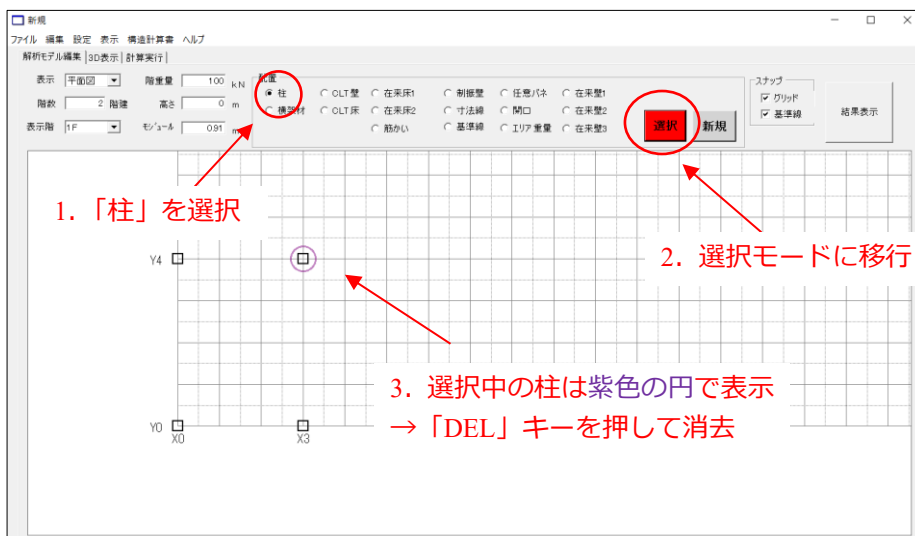 新規
ファイル 編集 設定 表示 構造計算書 ヘルプ
解析モデル編集 3D表示 計算実行
表示 平面図 階重量 100 kN
階数 2 階建 高さ 0 m
表示階 1F モジュール 0.91 m
配置
柱 CLT壁 在来床1 制振壁 任意バネ 在来壁1
横架材 CLT床 在来床2 寸法線 開口 在来壁2
筋かい 基準線 エリア重量 在来壁3
選択 新規
スナップ
グリッド
基準線
結果表示
1.「柱」を選択
2. 選択モードに移行
Y4
3. 選択中の柱は紫色の円で表示
→「DEL」キーを押して消去
Y0
X0 X3